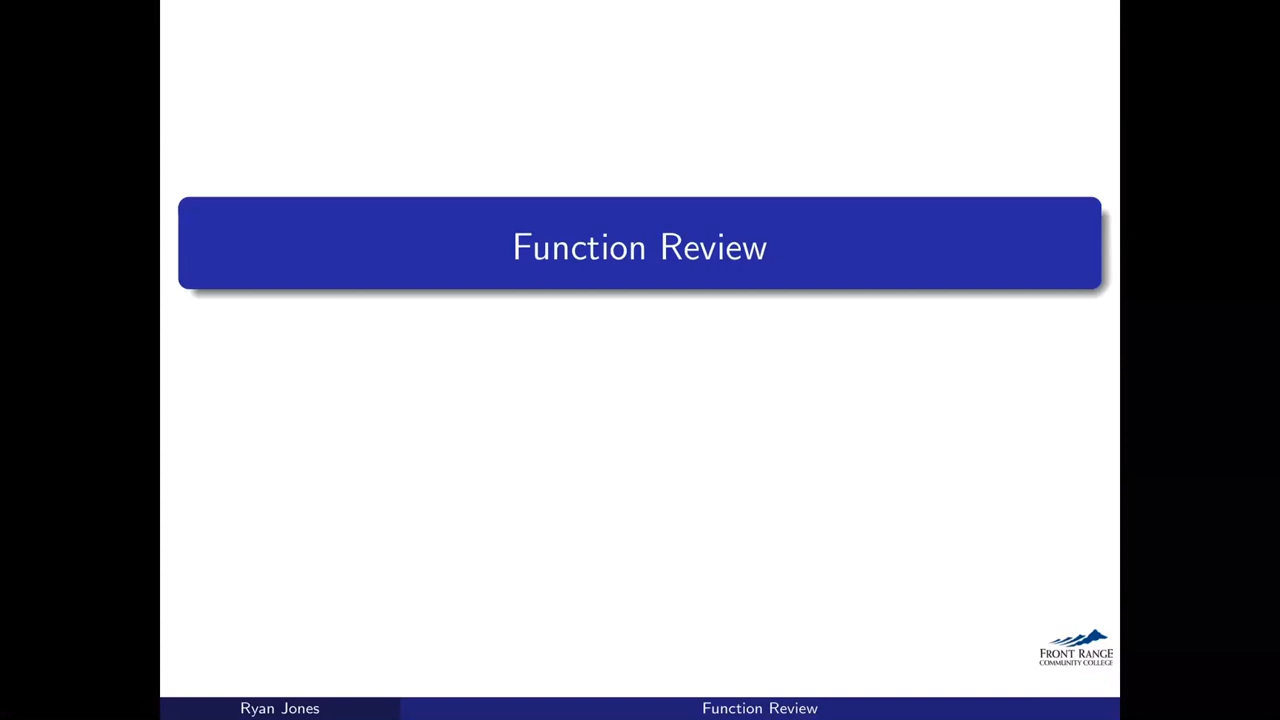 Function Review
FRONT RANGE
COMMUNITY COLLEGE
Ryan Jones
Function Review